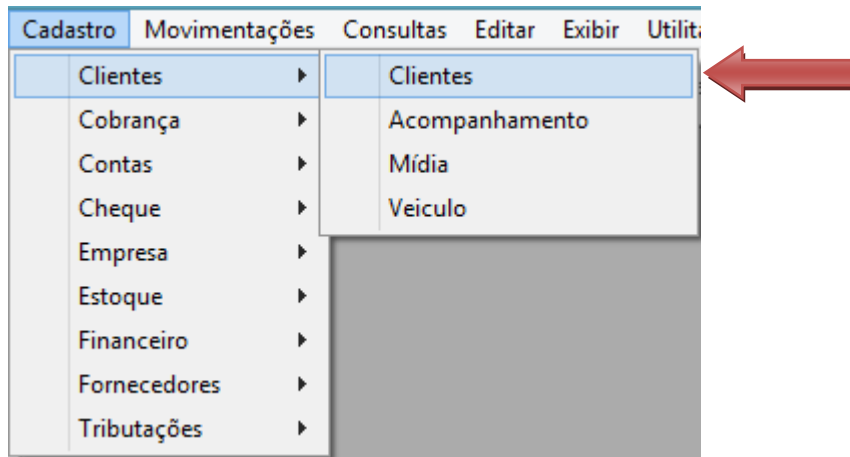 Cadastro Movimentações Consultas Editar Exibir
Clientes Clientes
Cobrança Acompanhamento
Contas Mídia
Cheque Veiculo
Empresa
Estoque
Financeiro
Fornecedores
Tributações